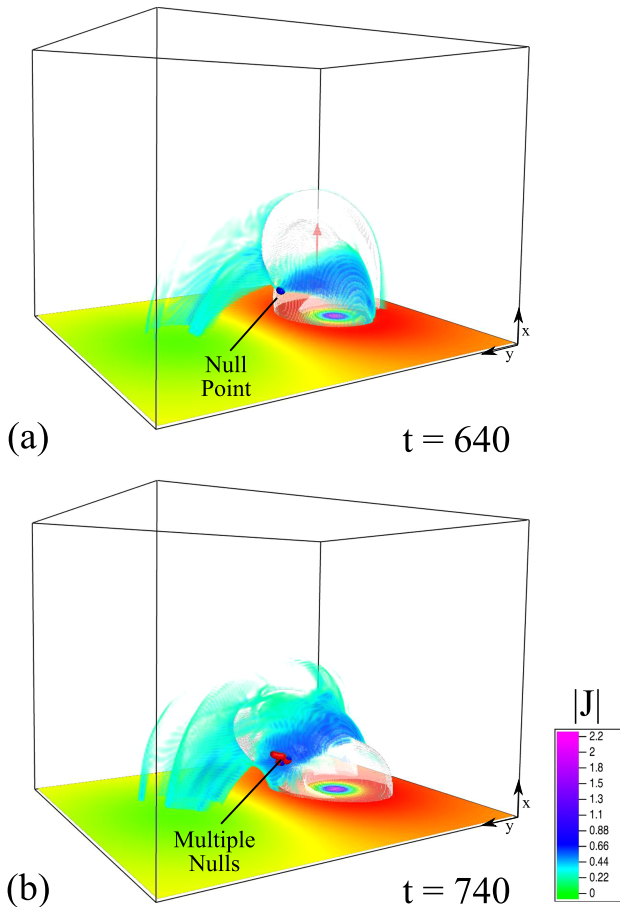 x
y
Null
Point
(a)
t = 640
|J|
2.2
2
1.8
1.5
1.3
1.1
0.88
0.66
0.44
0.22
0
x
y
Multiple
Nulls
(b)
t = 740